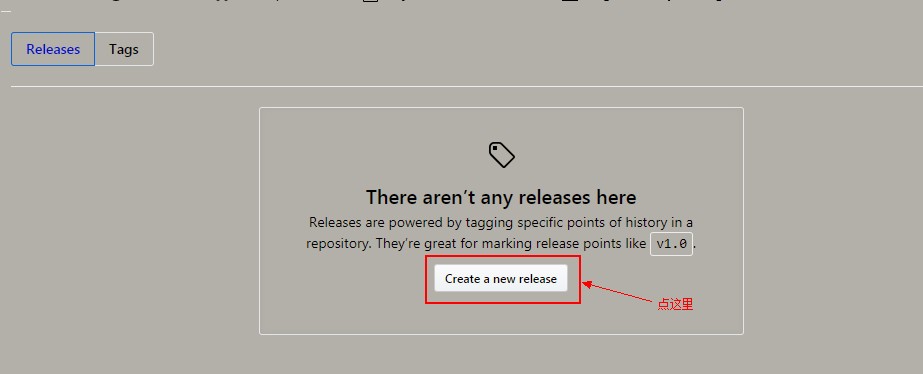 Releases
Tags
There aren't any releases here
Releases are powered by tagging specific points of history in a
repository. They're great for marking release points like v1.0.
Create a new release
点这里